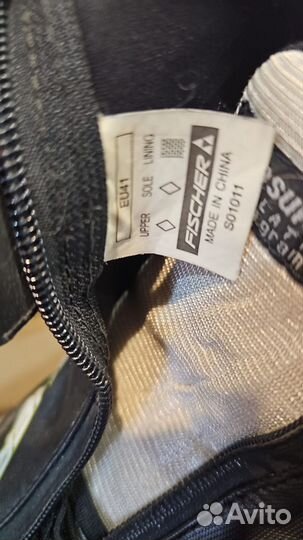 EU41
UPPER SOLE LINING
FISCHER
MADE IN CHINA
S01011
Avito